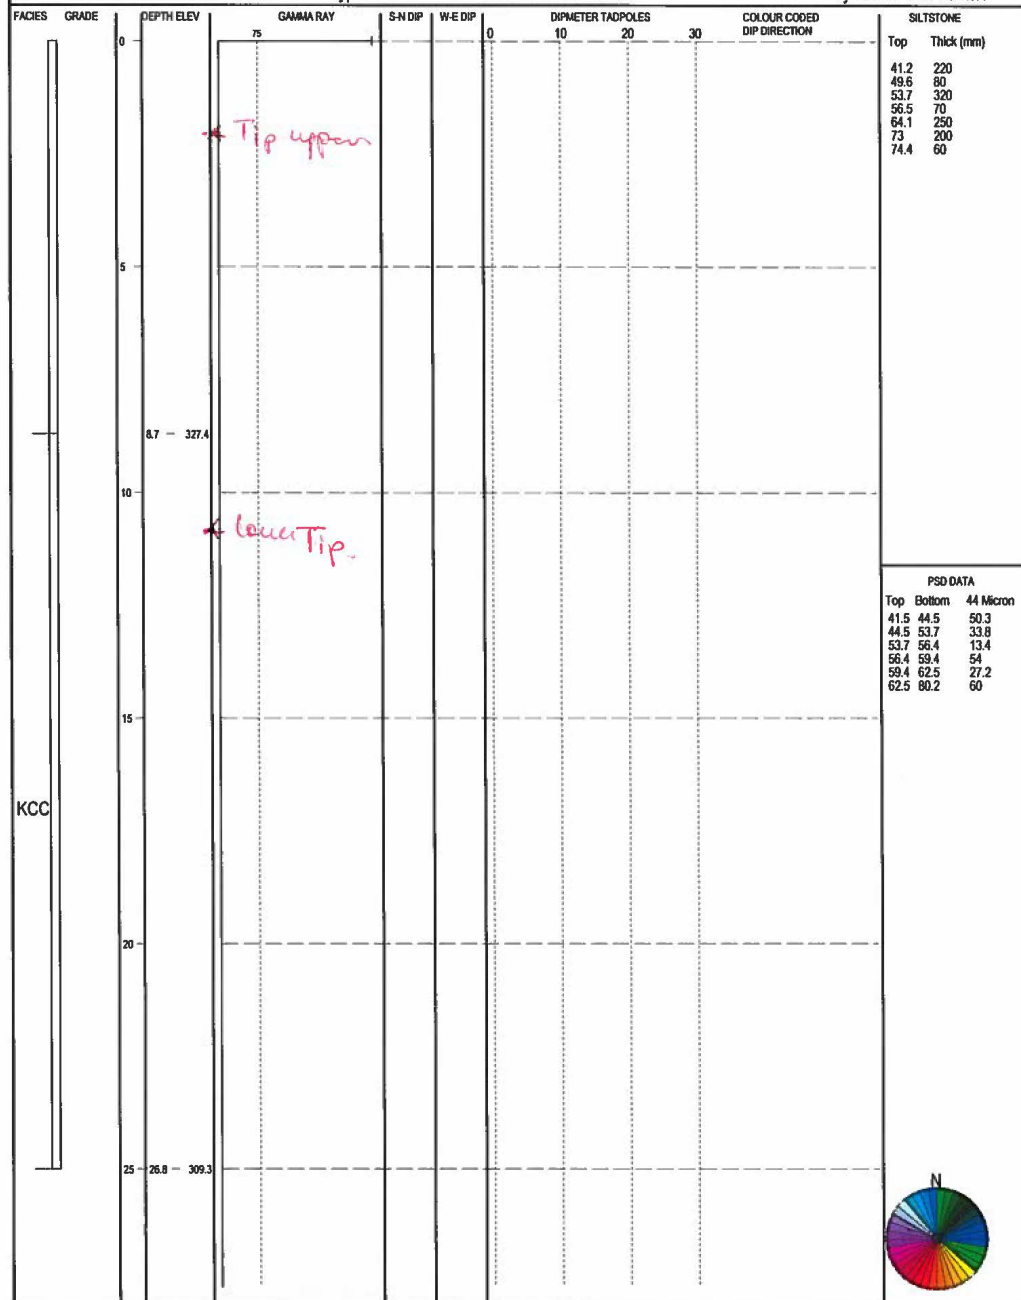 FACIES GRADE DEPTH ELEV GAMMA RAY S-N DIP W-E DIP DIPMETER TADPOLES COLOUR CODED DIP DIRECTION SILTSTONE
75 0 10 20 30
Top Thick (mm)
41.2 220
49.6 80
53.7 320
56.5 70
64.1 250
73 200
74.4 60
0
Tip upper
5
8.7 - 327.4
10
lower Tip.
PSD DATA
Top Bottom 44 Micron
41.5 44.5 50.3
44.5 53.7 33.8
53.7 56.4 13.4
56.4 59.4 54
59.4 62.5 27.2
62.5 80.2 60
15
KCC
20
25 26.8 - 309.3
N